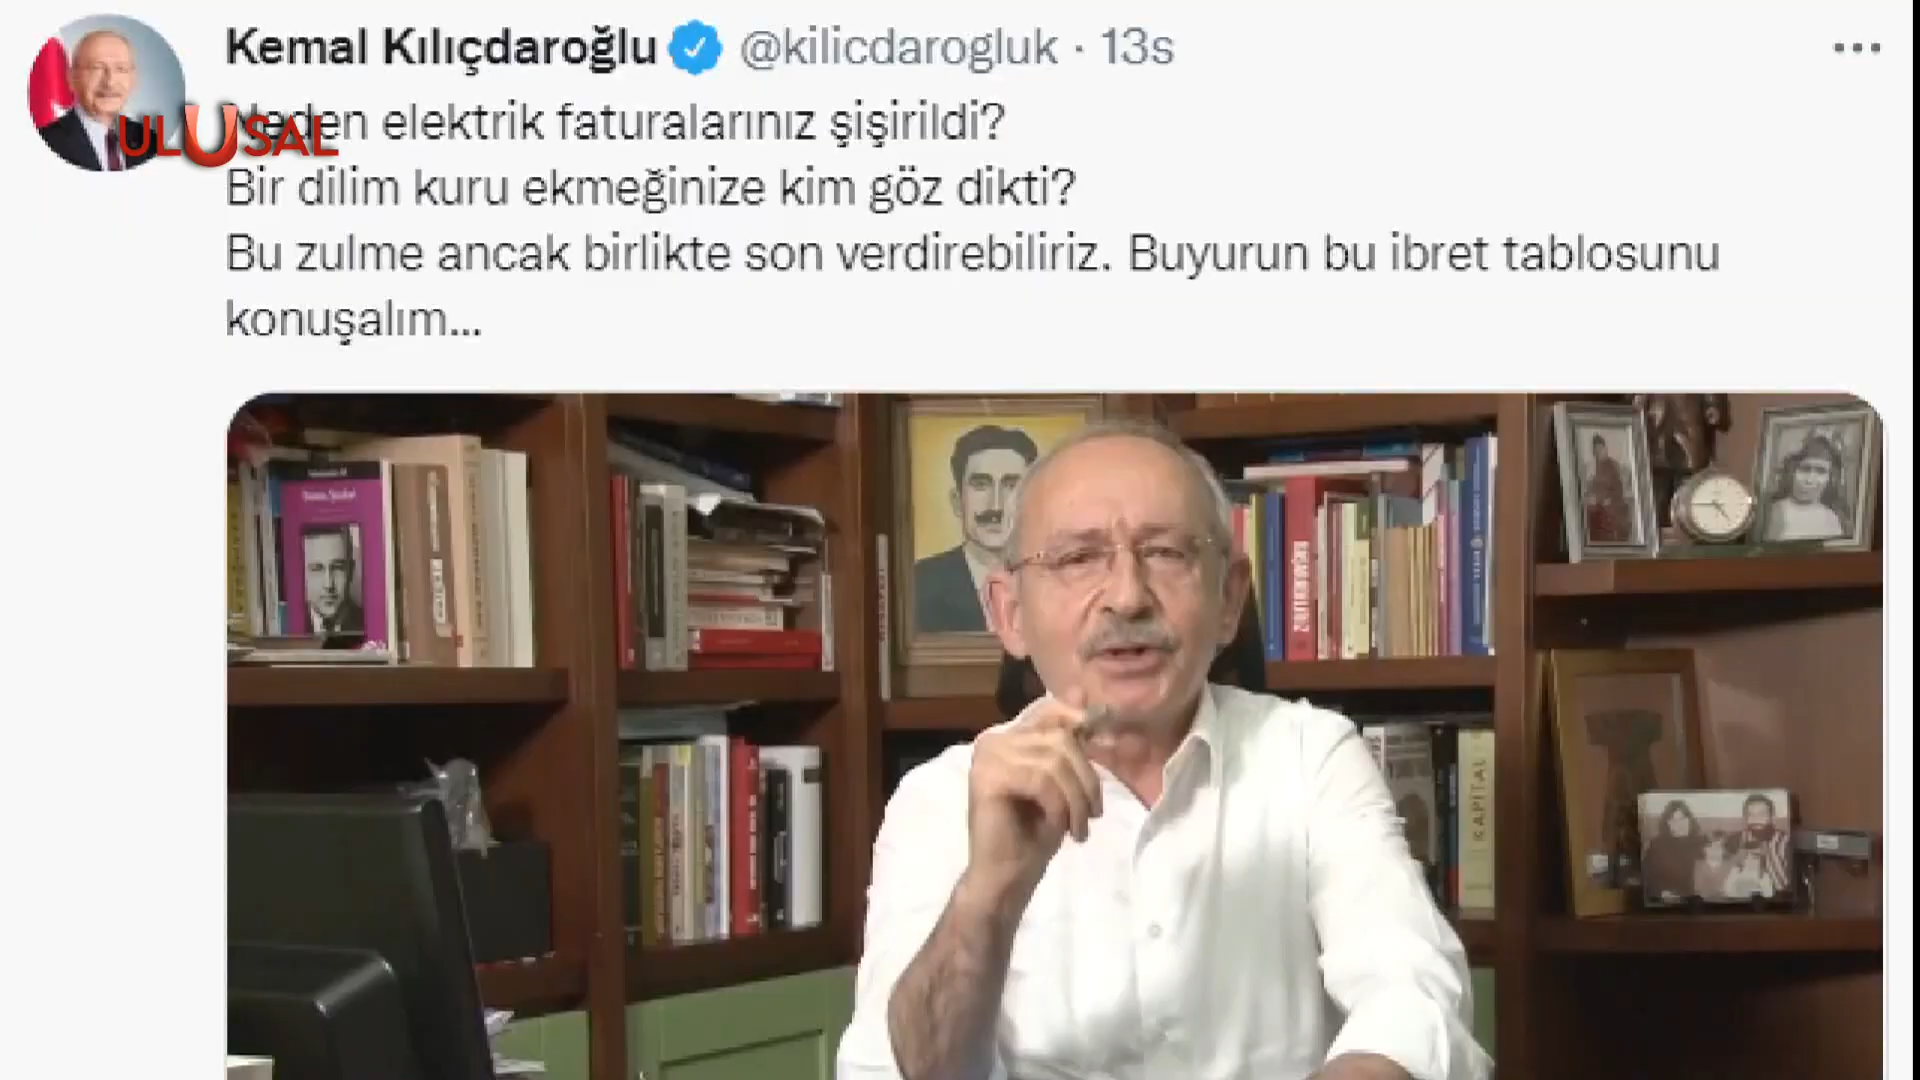 Kemal Kılıçdaroğlu @kilicdarogluk · 13s
Neden elektrik faturalarınız şişirildi?
ULUSAL
Bir dilim kuru ekmeğinize kim göz dikti?
Bu zulme ancak birlikte son verdirebiliriz. Buyurun bu ibret tablosunu
konuşalım...
KAPITAL